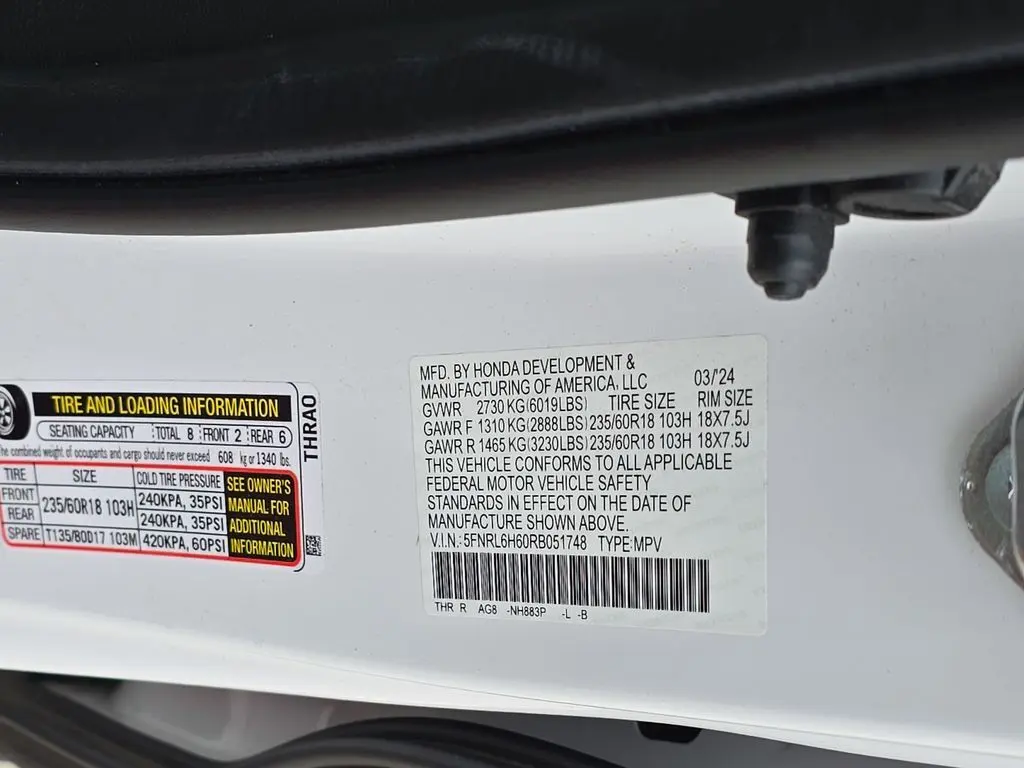 TIRE AND LOADING INFORMATION
SEATING CAPACITY TOTAL 8 FRONT 2 REAR 6
The combined weight of occupants and cargo should never exceed 608 kg or 1340 lbs.
TIRE SIZE COLD TIRE PRESSURE
FRONT 235/60R18 103H 240KPA, 35PSI
REAR 240KPA, 35PSI
SPARE T135/80D17 103M 420KPA, 60PSI
SEE OWNER'S
MANUAL FOR
ADDITIONAL
INFORMATION
THRAO
MFD. BY HONDA DEVELOPMENT &
MANUFACTURING OF AMERICA, LLC 03/'24
GVWR 2730 KG(6019LBS) TIRE SIZE RIM SIZE
GAWR F 1310 KG(2888LBS) 235/60R18 103H 18X7.5J
GAWR R 1465 KG(3230LBS) 235/60R18 103H 18X7.5J
THIS VEHICLE CONFORMS TO ALL APPLICABLE
FEDERAL MOTOR VEHICLE SAFETY
STANDARDS IN EFFECT ON THE DATE OF
MANUFACTURE SHOWN ABOVE.
V.I.N.: 5FNRL6H60RB051748 TYPE:MPV
THR R AG8 -NH883P -L -B